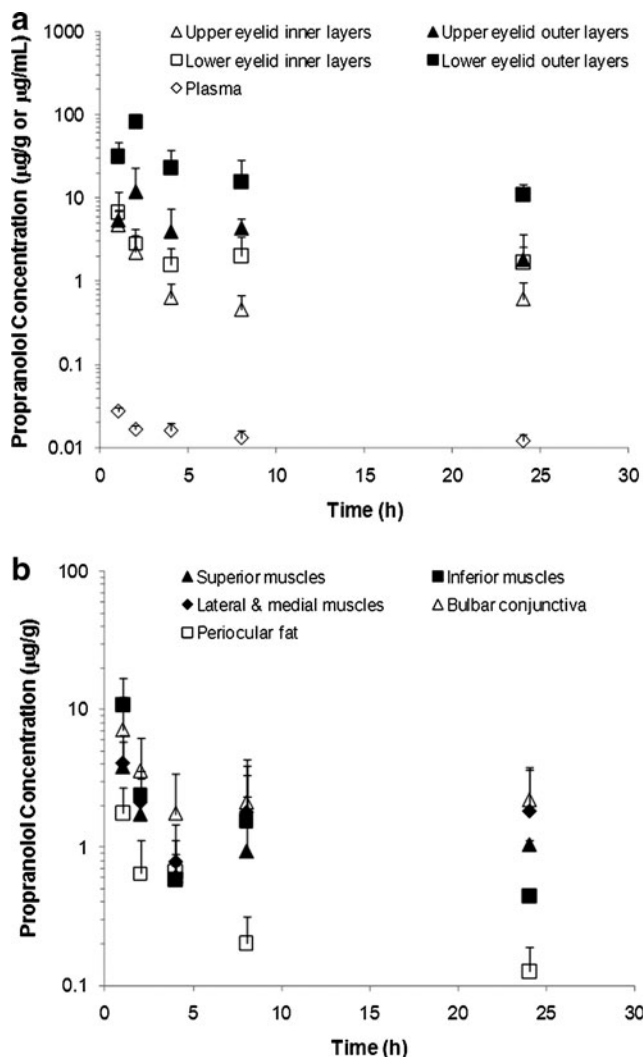 a
Upper eyelid inner layers
Upper eyelid outer layers
Lower eyelid inner layers
Lower eyelid outer layers
Plasma
Propranolol Concentration (µg/g or µg/mL)
1000
100
10
1
0.1
0.01
0 5 10 15 20 25 30
Time (h)
b
Superior muscles
Inferior muscles
Lateral & medial muscles
Bulbar conjunctiva
Periocular fat
Propranolol Concentration (µg/g)
100
10
1
0.1
0 5 10 15 20 25 30
Time (h)